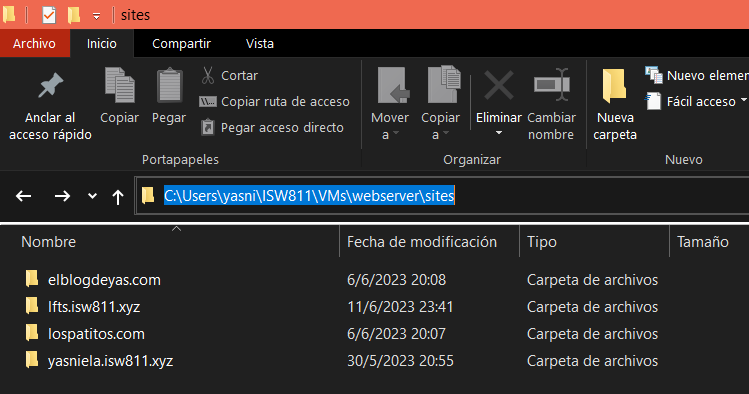 sites
Archivo Inicio Compartir Vista
Anclar al acceso rápido
Copiar
Pegar
Cortar
Copiar ruta de acceso
Pegar acceso directo
Mover a
Copiar a
Eliminar
Cambiar nombre
Nueva carpeta
Nuevo elemen
Fácil acceso
Portapapeles Organizar Nuevo
C:\Users\yasni\ISW811\VMs\webserver\sites
Nombre Fecha de modificación Tipo Tamaño
elblogdeyas.com 6/6/2023 20:08 Carpeta de archivos
lfts.isw811.xyz 11/6/2023 23:41 Carpeta de archivos
lospatitos.com 6/6/2023 20:07 Carpeta de archivos
yasniela.isw811.xyz 30/5/2023 20:55 Carpeta de archivos